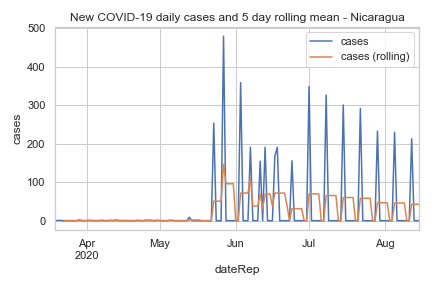 New COVID-19 daily cases and 5 day rolling mean - Nicaragua
cases
cases (rolling)
500
400
300
200
100
0
cases
Apr
2020
May
Jun
Jul
Aug
dateRep